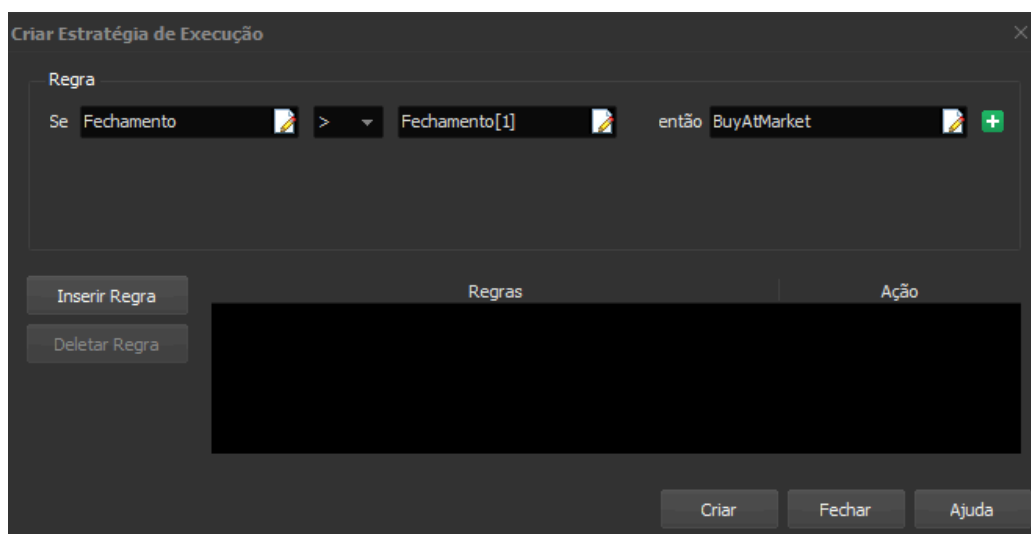 Criar Estratégia de Execução
Regra
Se Fechamento > Fechamento[1] então BuyAtMarket
Inserir Regra
Regras Ação
Deletar Regra
Criar Fechar Ajuda